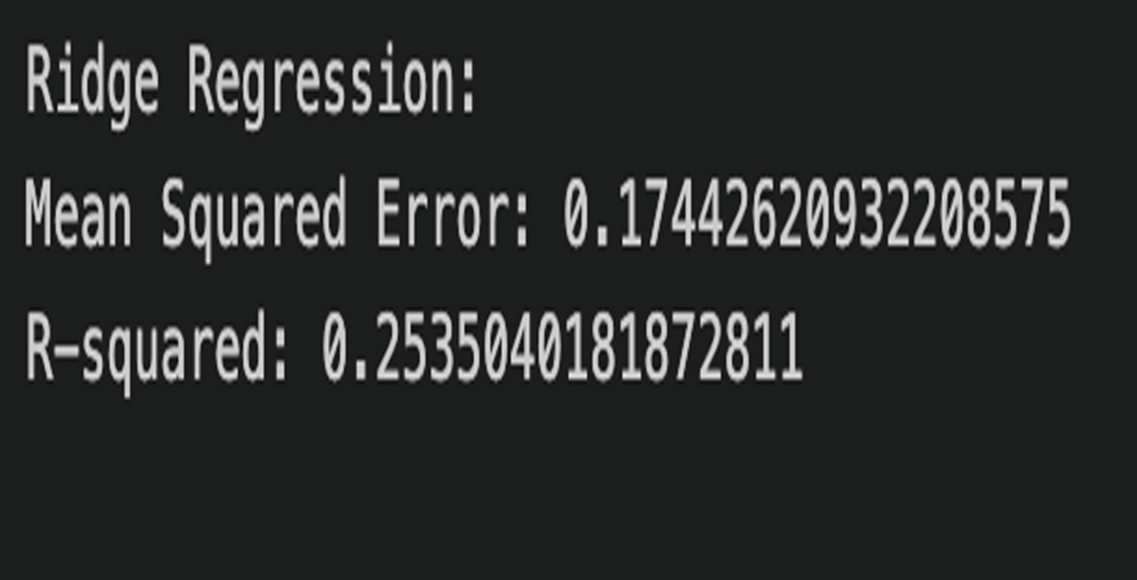 Ridge Regression:
Mean Squared Error: 0.17442620932208575
R-squared: 0.2535040181872811